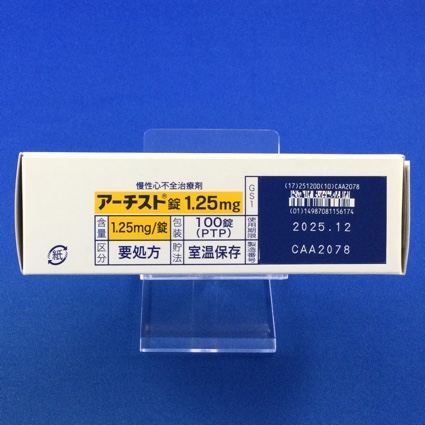 慢性心不全治療剤
アーチスト錠 1.25mg
含量 1.25mg/錠 包装 100錠(PTP)
区分 要処方 貯法 室温保存
紙
GS1
(17)251200(10)CAA2078
(01)14987081156174
使用期限 2025.12
製造番号 CAA2078